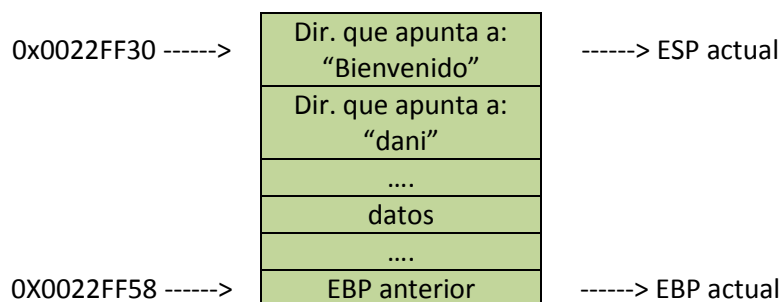 Dir. que apunta a:
0x0022FF30 ------> “Bienvenido” ------> ESP actual
Dir. que apunta a:
“dani”
….
datos
….
0X0022FF58 ------> EBP anterior ------> EBP actual